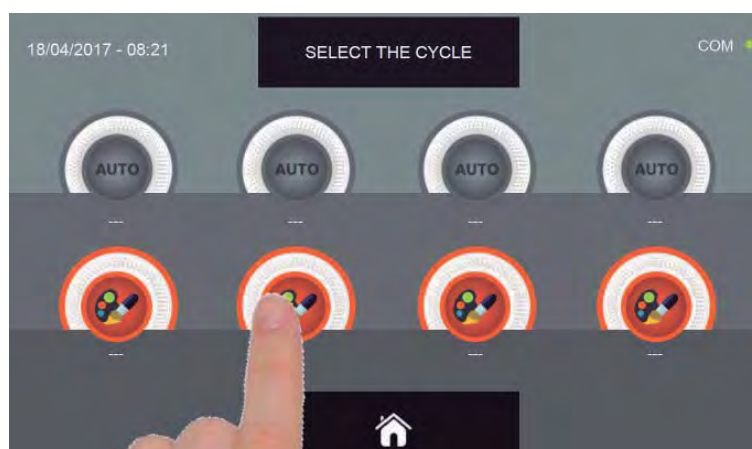 18/04/2017 - 08:21
SELECT THE CYCLE
COM
AUTO AUTO AUTO AUTO
--- --- --- ---
--- --- --- ---